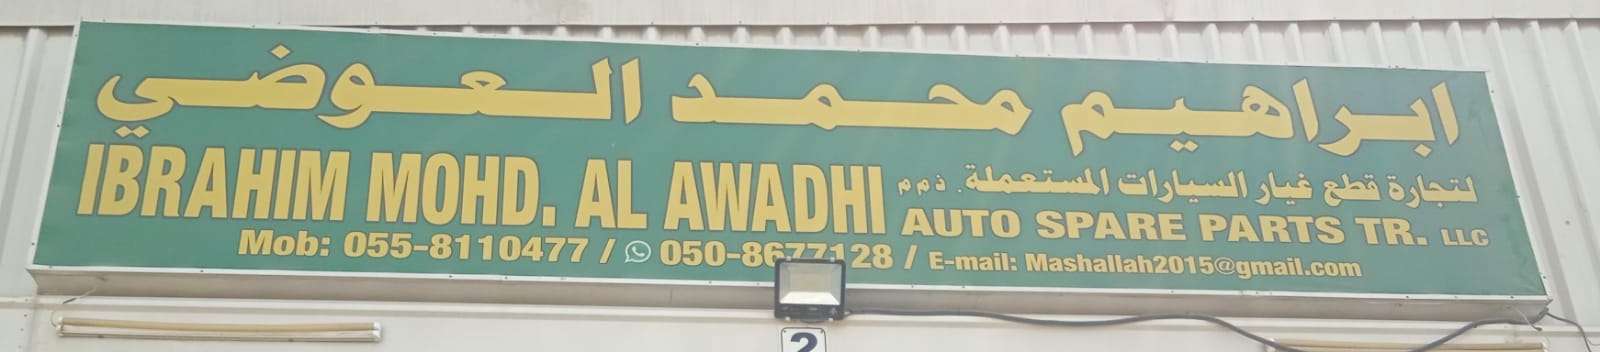 ابراهيم محمد العوضي
لتجارة قطع غيار السيارات المستعملة. ذ م م
IBRAHIM MOHD. AL AWADHI
AUTO SPARE PARTS TR. LLC
Mob: 055-8110477 / 050-8677128 / E-mail: Mashallah2015@gmail.com
2